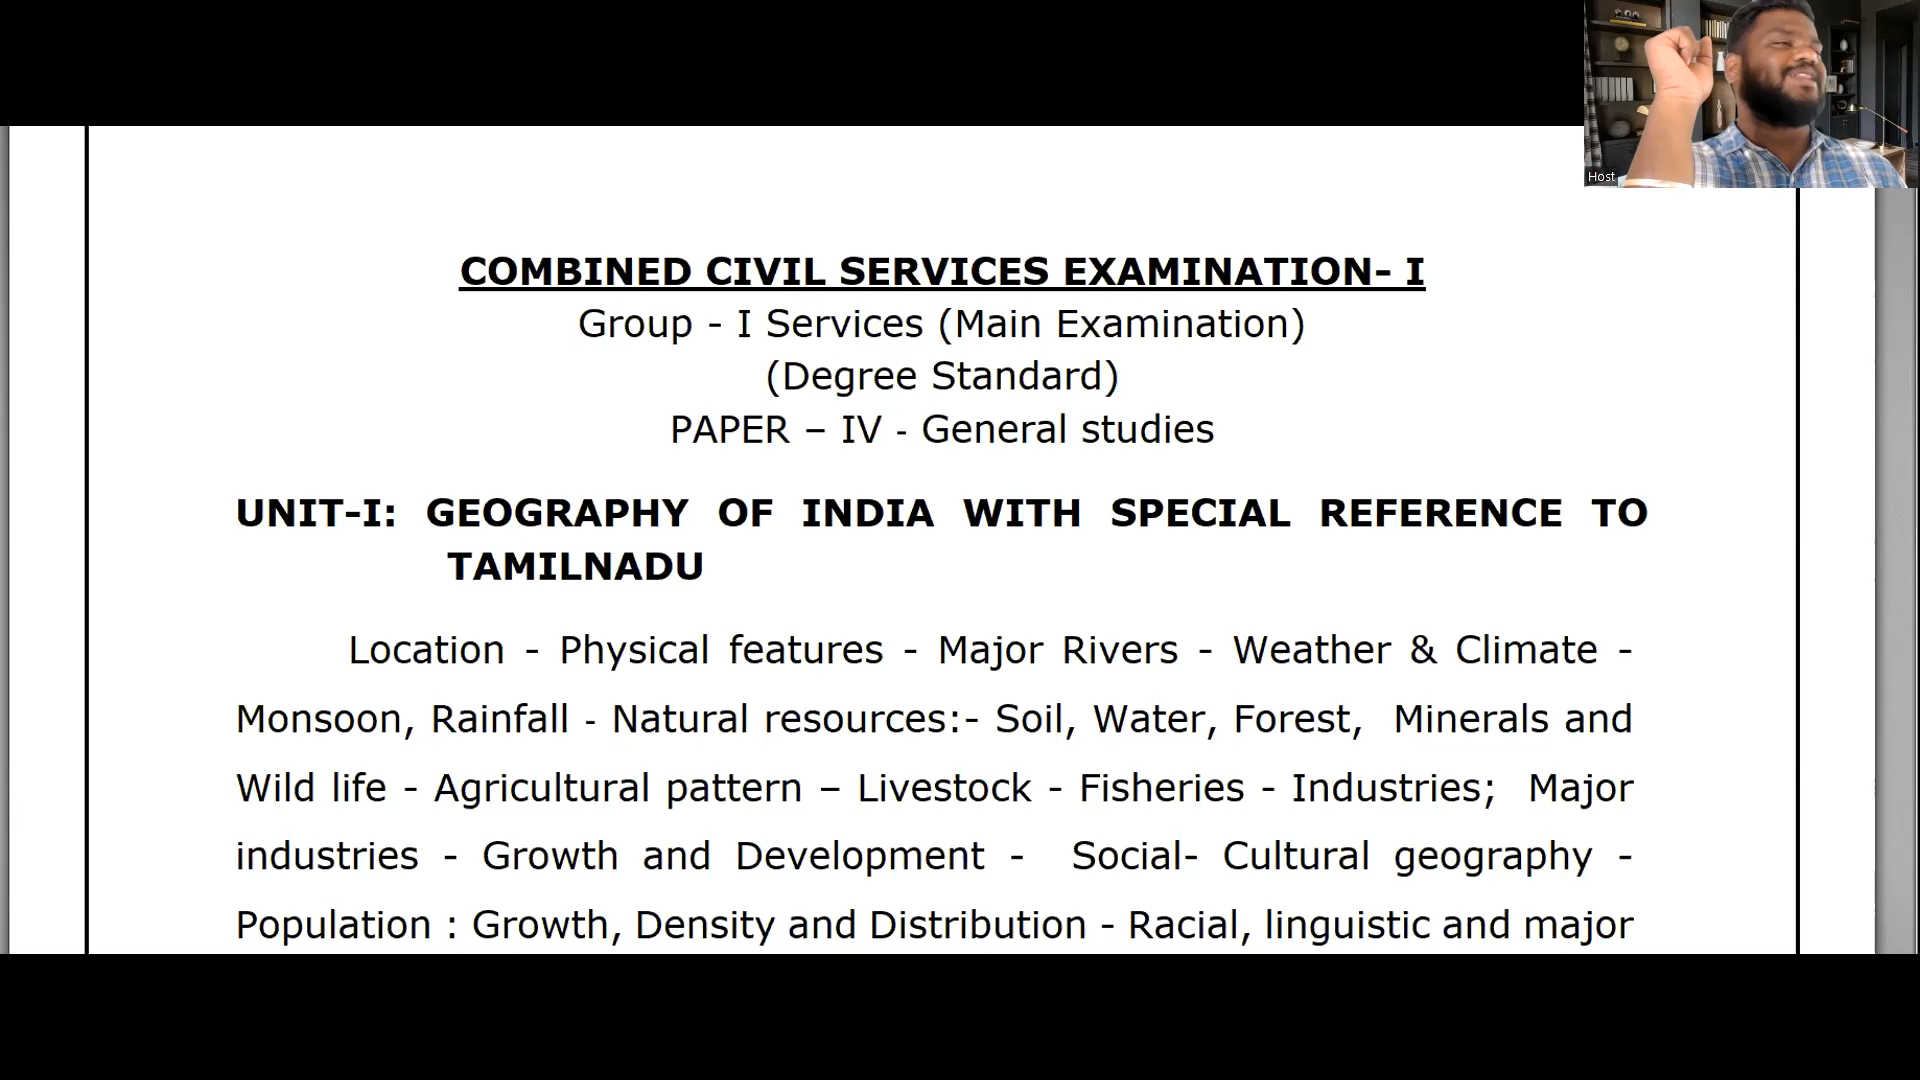 Host
COMBINED CIVIL SERVICES EXAMINATION- I
Group - I Services (Main Examination)
(Degree Standard)
PAPER – IV - General studies
UNIT-I: GEOGRAPHY OF INDIA WITH SPECIAL REFERENCE TO
TAMILNADU
Location - Physical features - Major Rivers - Weather & Climate -
Monsoon, Rainfall - Natural resources:- Soil, Water, Forest, Minerals and
Wild life - Agricultural pattern – Livestock - Fisheries - Industries; Major
industries - Growth and Development - Social- Cultural geography -
Population : Growth, Density and Distribution - Racial, linguistic and major